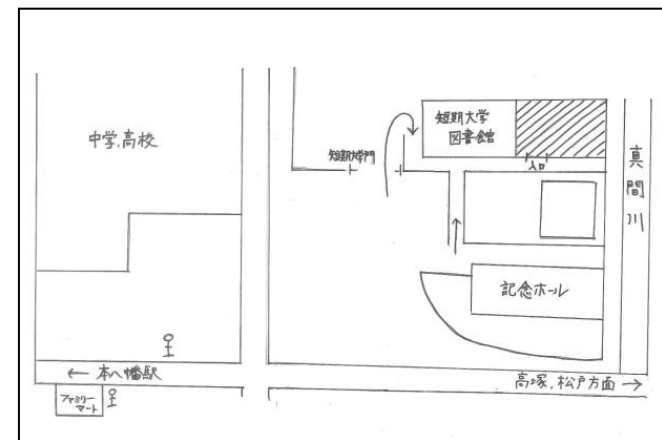 中学,高校
短期大学
図書館
短期大学門
入口
真間川
記念ホール
← 本八幡駅
高塚,松戸方面 →
ファミリー
マート